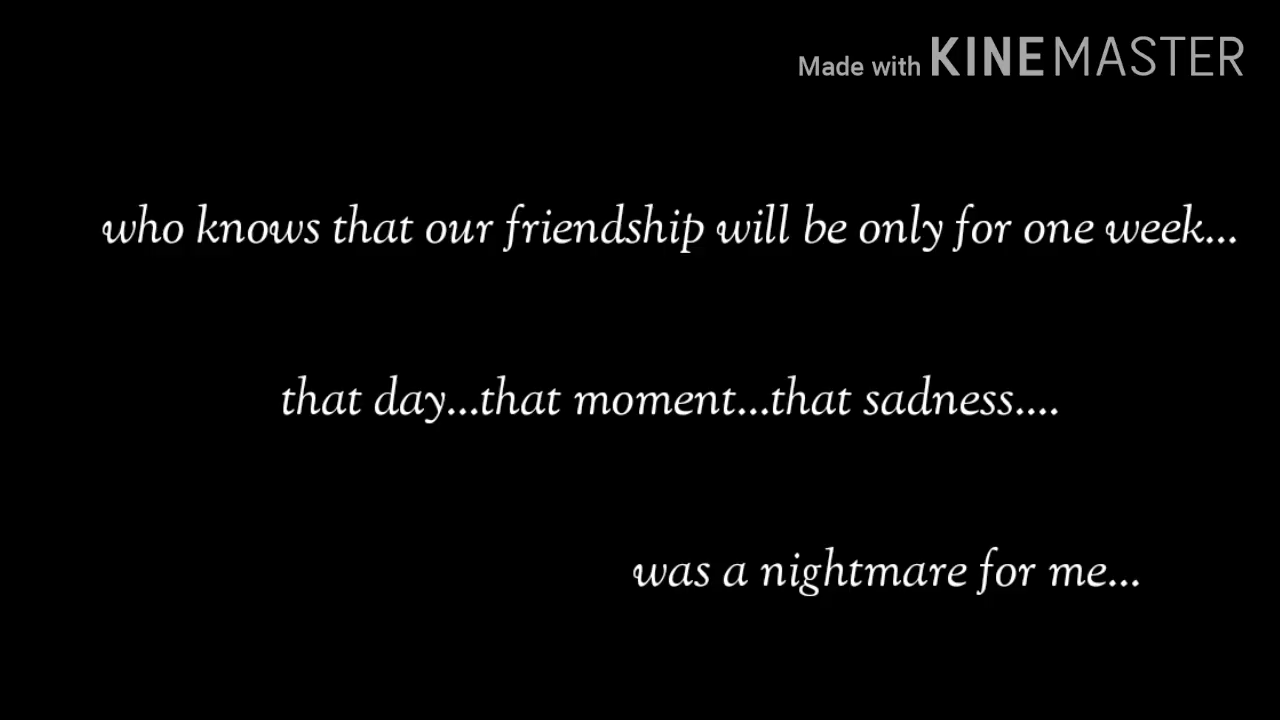 Made with KINEMASTER
who knows that our friendship will be only for one week...
that day...that moment...that sadness....
was a nightmare for me...